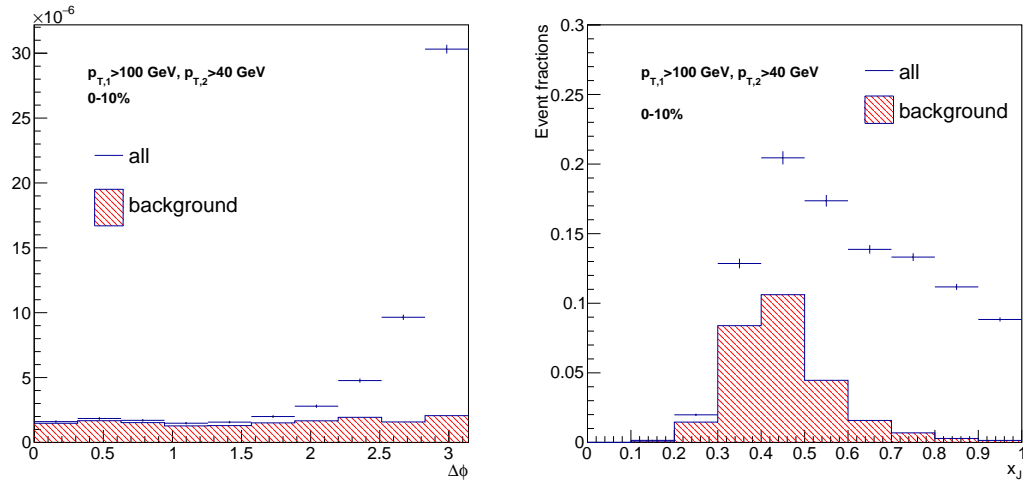 ×10⁻⁶
30
25
20
15
10
5
0
p_{T,1}>100 GeV, p_{T,2}>40 GeV
0-10%
all
background
0 0.5 1 1.5 2 2.5 3
Δϕ
Event fractions
0.3
0.25
0.2
0.15
0.1
0.05
0
p_{T,1}>100 GeV, p_{T,2}>40 GeV
0-10%
all
background
0 0.1 0.2 0.3 0.4 0.5 0.6 0.7 0.8 0.9 1
x_J